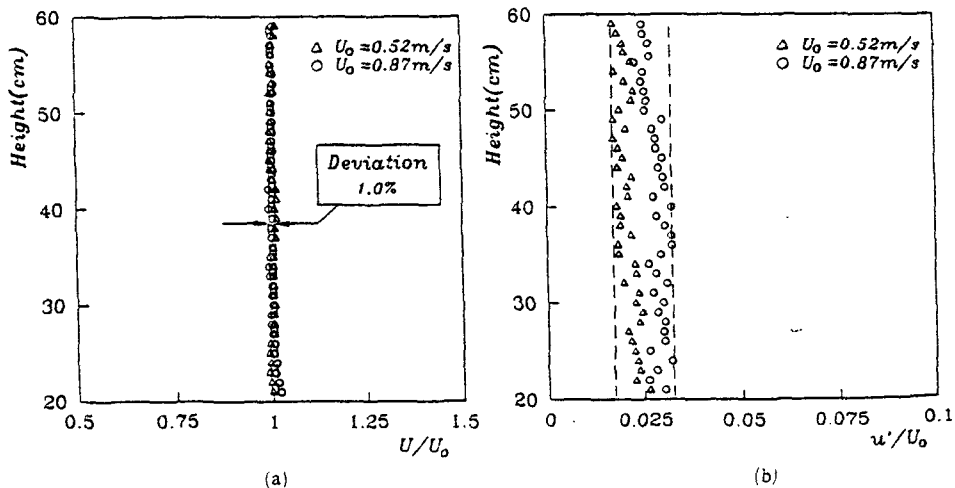 60
50
40
30
20
Height(cm)
△ U₀=0.52m/s
○ U₀=0.87m/s
Deviation
1.0%
0.5
0.75
1
1.25
1.5
U/U₀
(a)
60
50
40
30
20
Height(cm)
△ U₀=0.52m/s
○ U₀=0.87m/s
0
0.025
0.050
0.075
0.1
u'/U₀
(b)